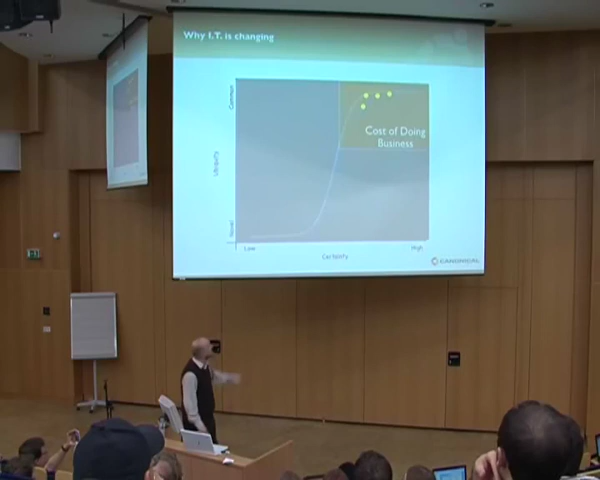 Why I.T. is changing
Common
Cost of Doing
Business
Ubiquity
Novel
Low
High
Certainty
CANONICAL